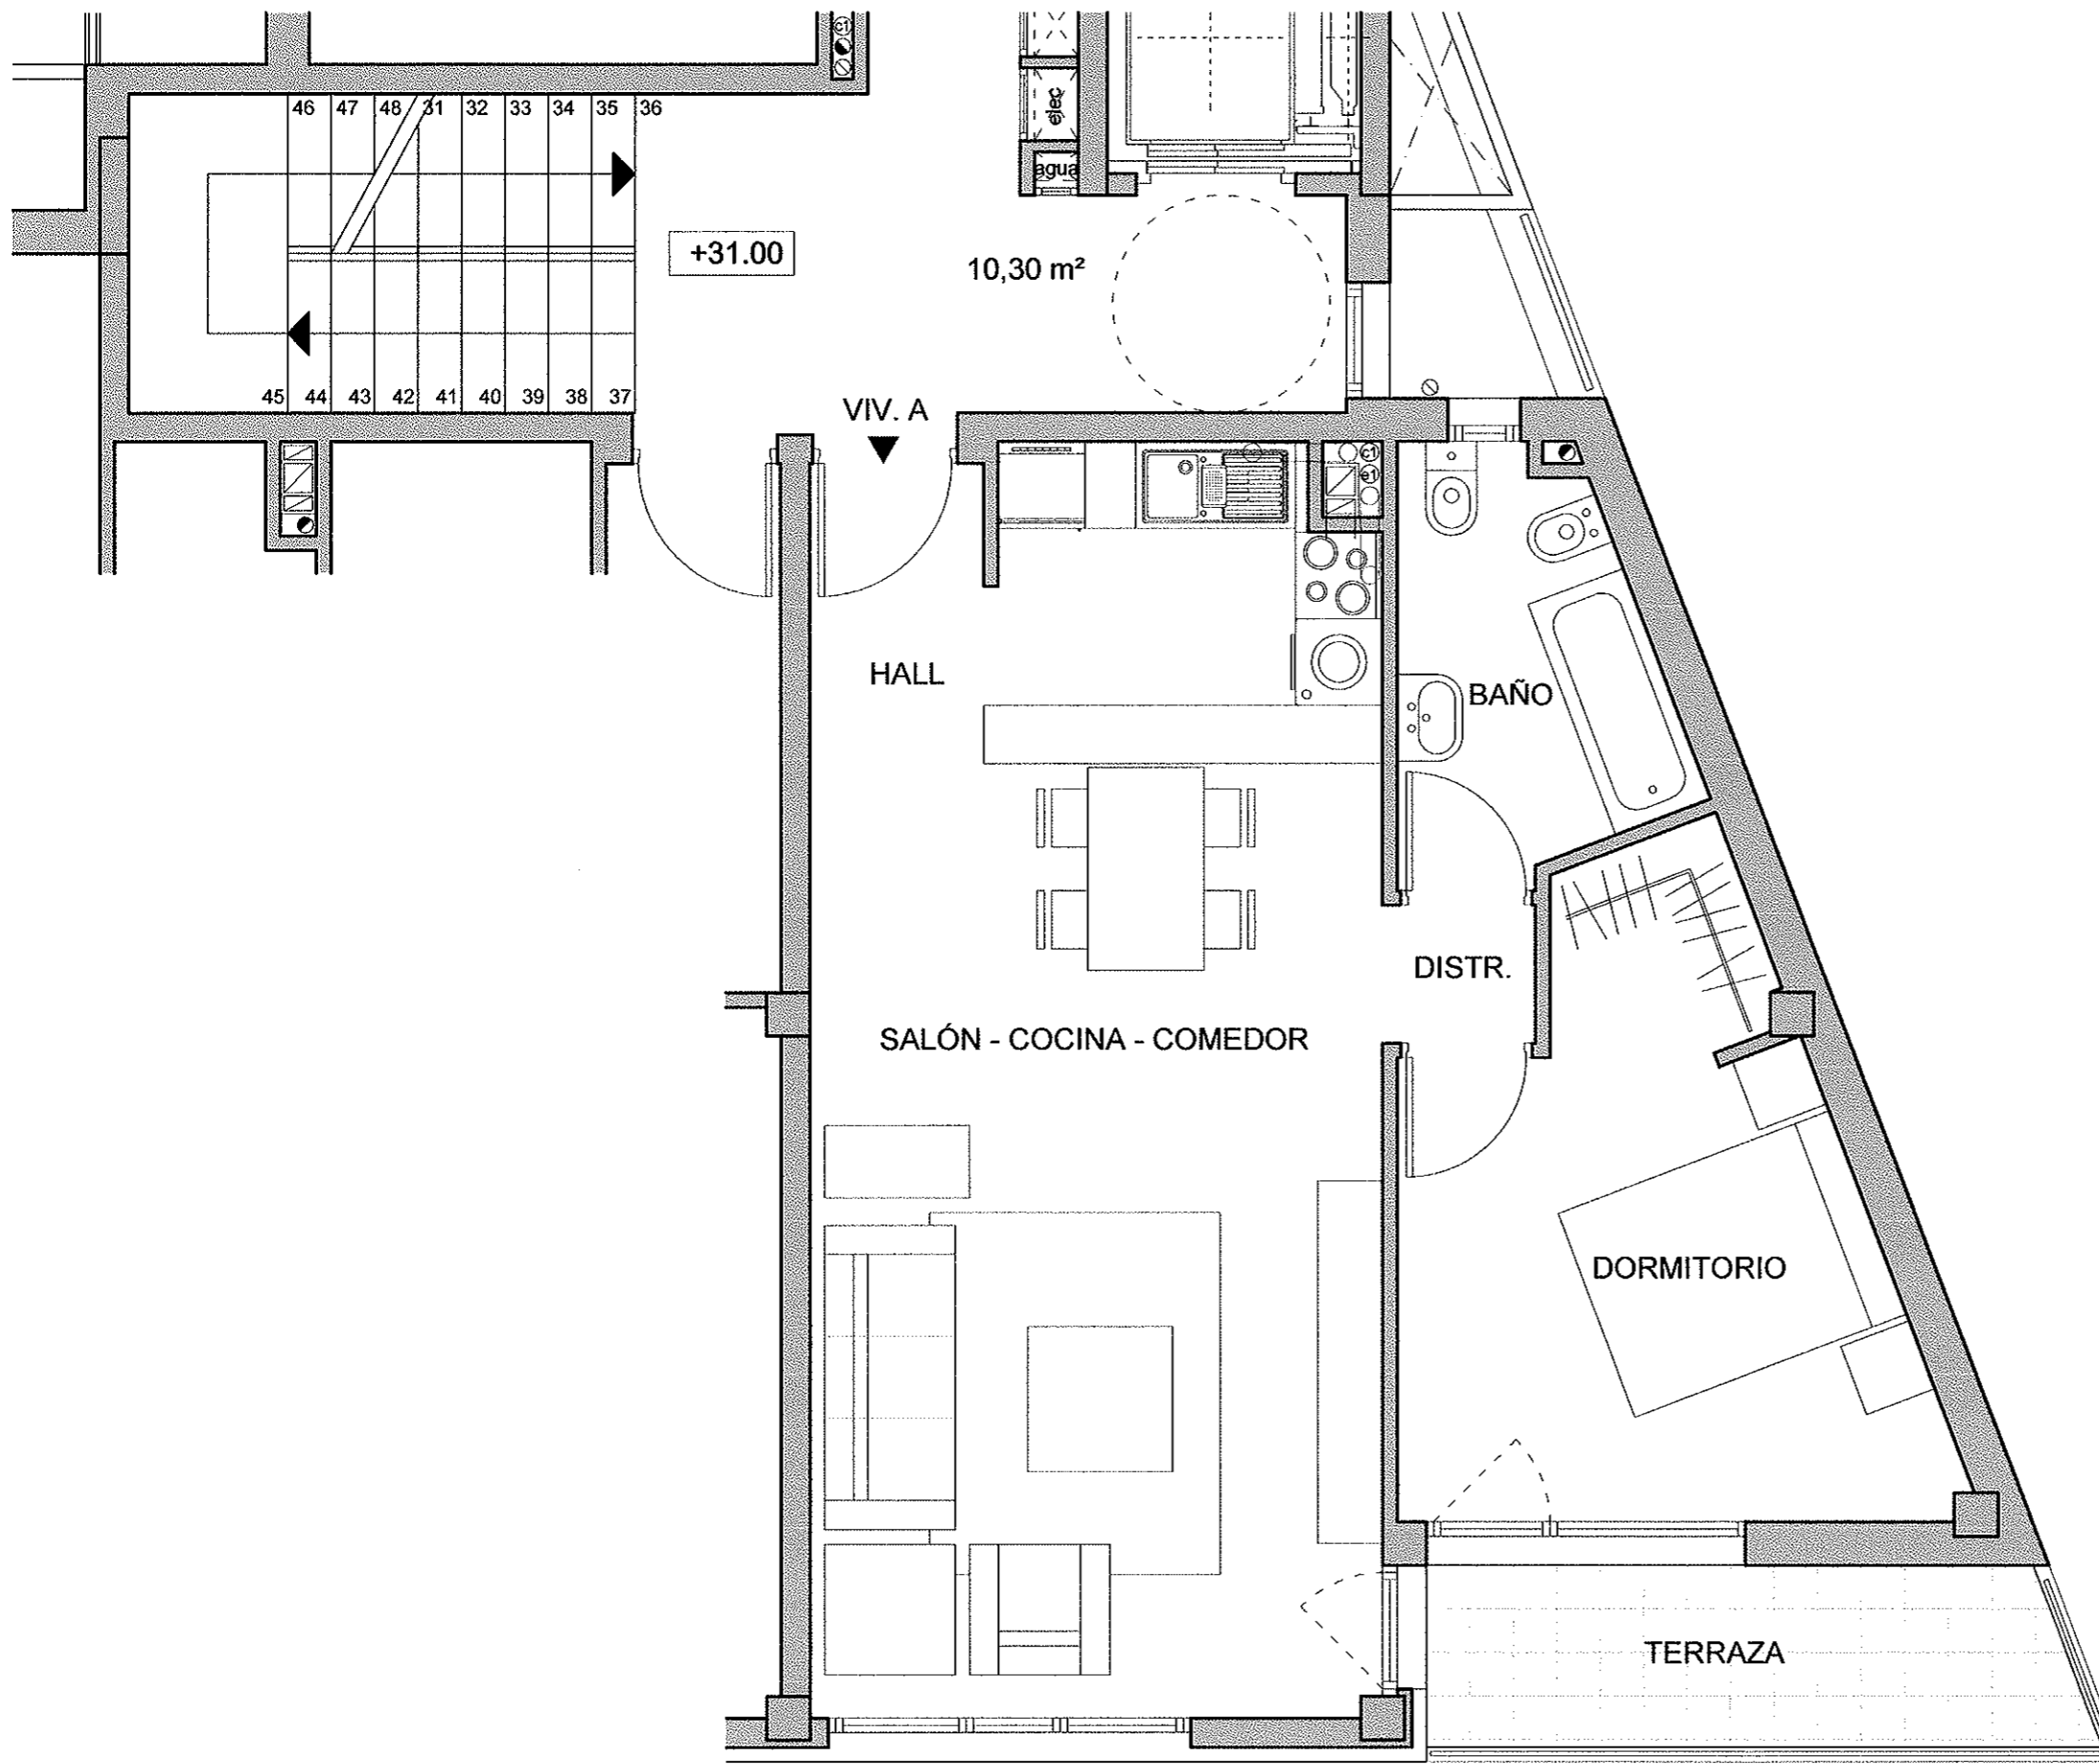 c1
46 47 48 31 32 33 34 35 36
elec
agua
+31.00
10,30 m²
45 44 43 42 41 40 39 38 37
VIV. A
c1
e1
HALL
BAÑO
DISTR.
SALÓN - COCINA - COMEDOR
DORMITORIO
TERRAZA